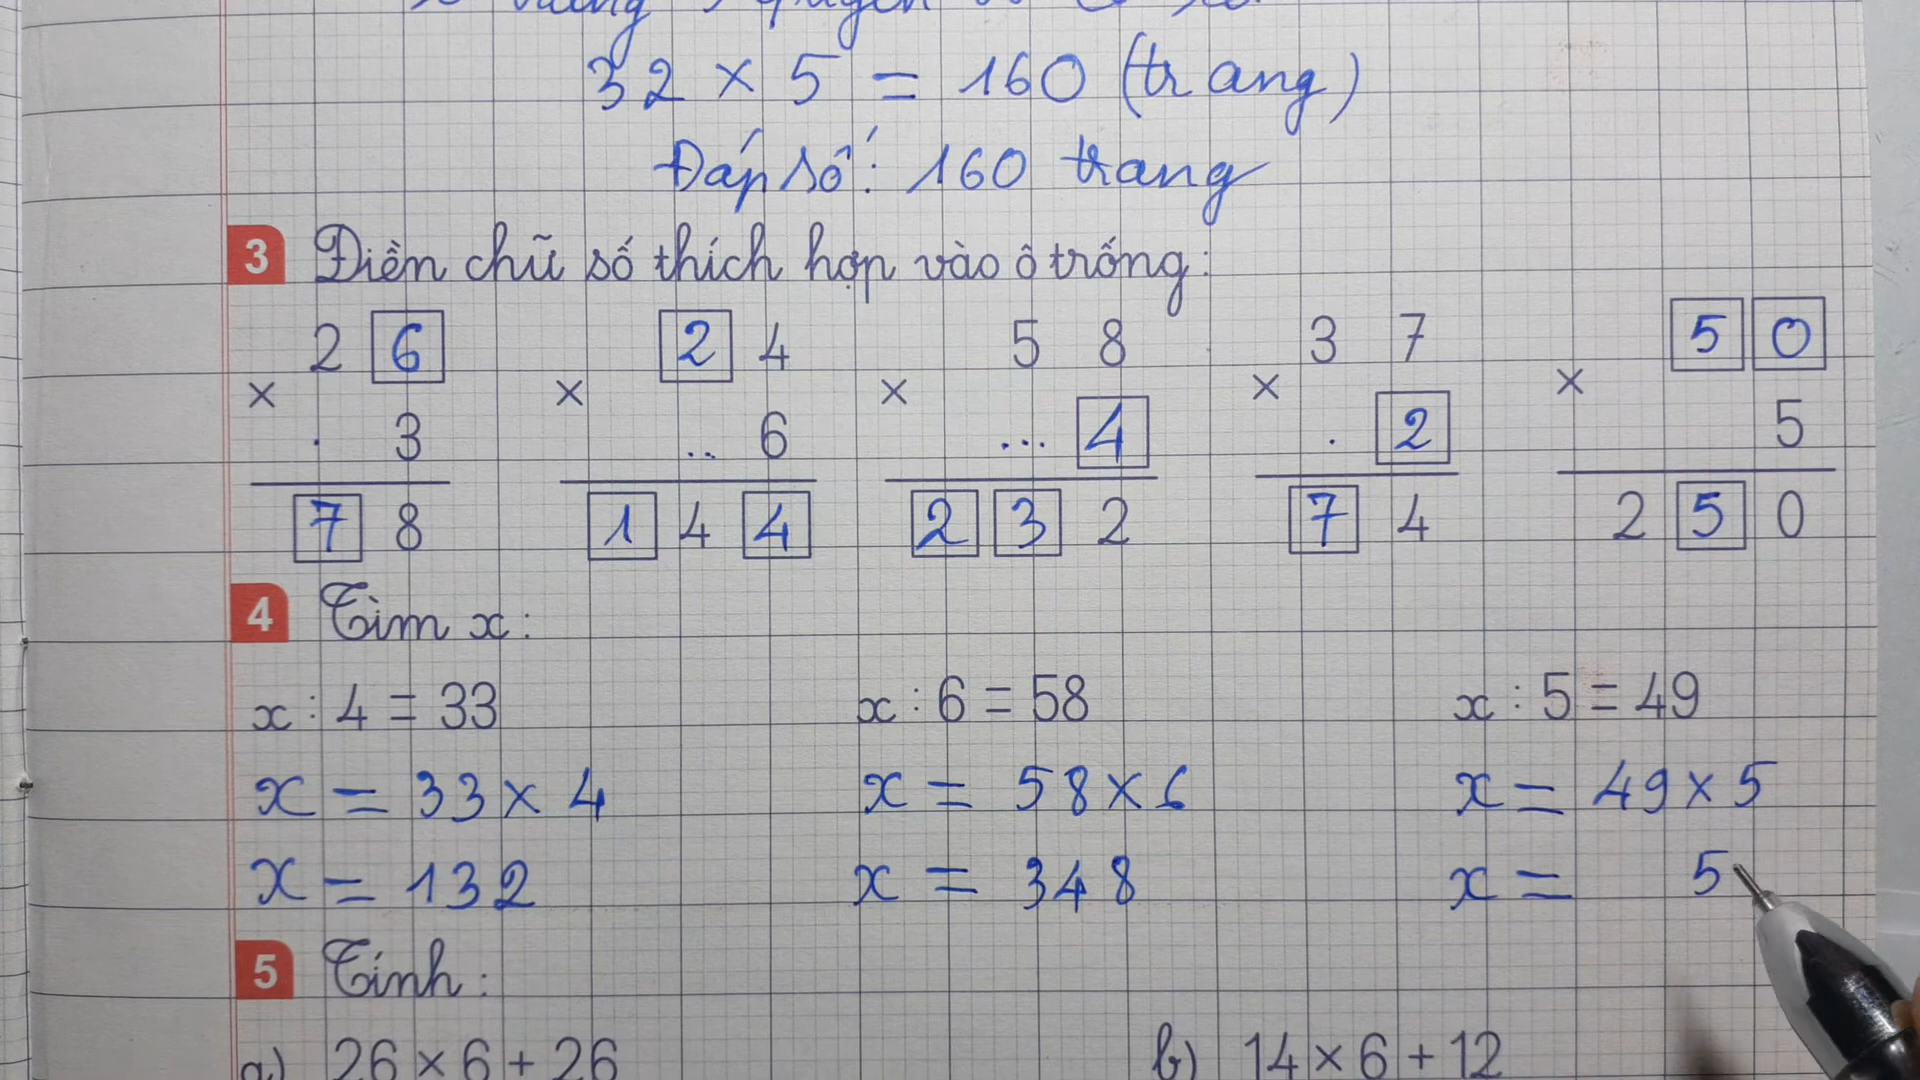 32 × 5 = 160 (trang)
Đáp số: 160 trang
3 Điền chữ số thích hợp vào ô trống:
2 6 2 4 5 8 3 7 5 0
× × × × ×
. 3 .. 6 ... 4 . 2 5
7 8 1 4 4 2 3 2 7 4 2 5 0
4 Tìm x:
x : 4 = 33 x : 6 = 58 x : 5 = 49
x = 33 × 4 x = 58 × 6 x = 49 × 5
x = 132 x = 348 x = 5
5 Tính:
a) 26 × 6 + 26 b) 14 × 6 + 12